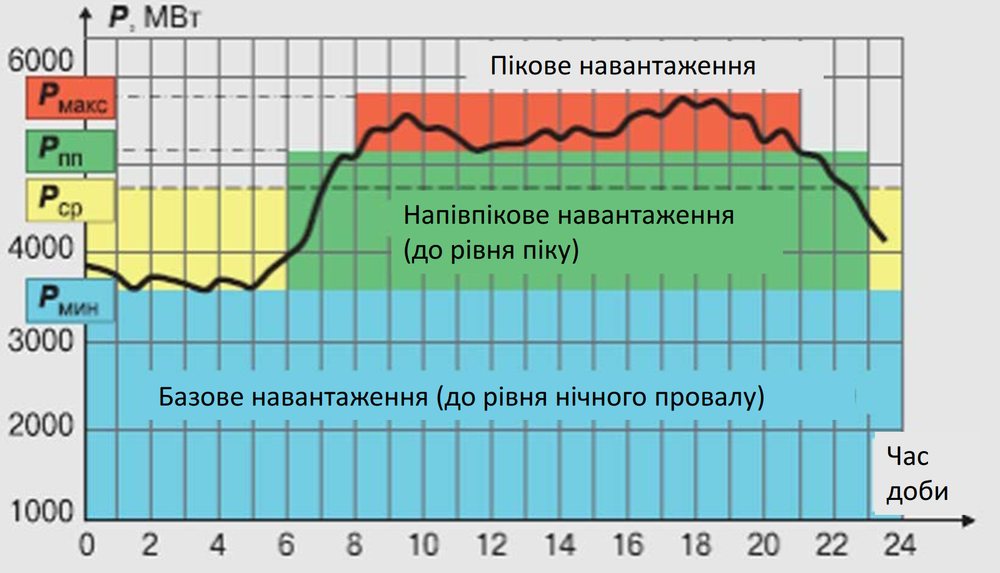 P, МВт
6000
Pмакс
Pпп
Pср
4000
Pмин
3000
2000
1000
Пікове навантаження
Напівпікове навантаження
(до рівня піку)
Базове навантаження (до рівня нічного провалу)
Час
доби
0 2 4 6 8 10 12 14 16 18 20 22 24